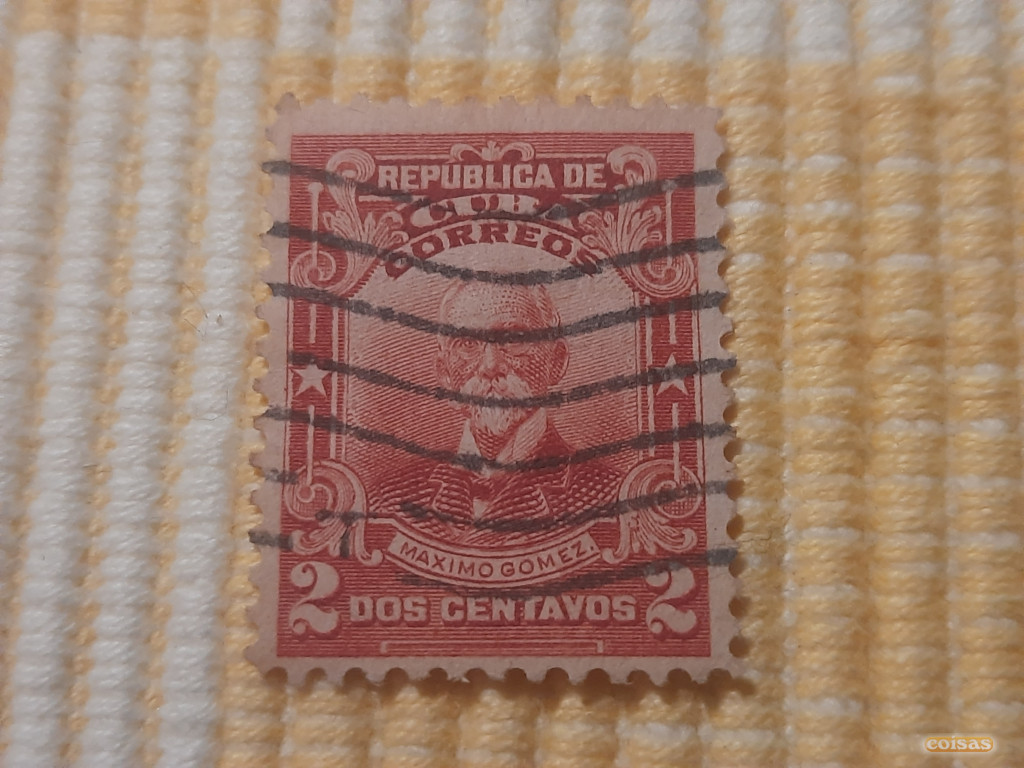 REPUBLICA DE
CUBA
CORREOS
MAXIMO GOMEZ.
2 DOS CENTAVOS 2
coisas